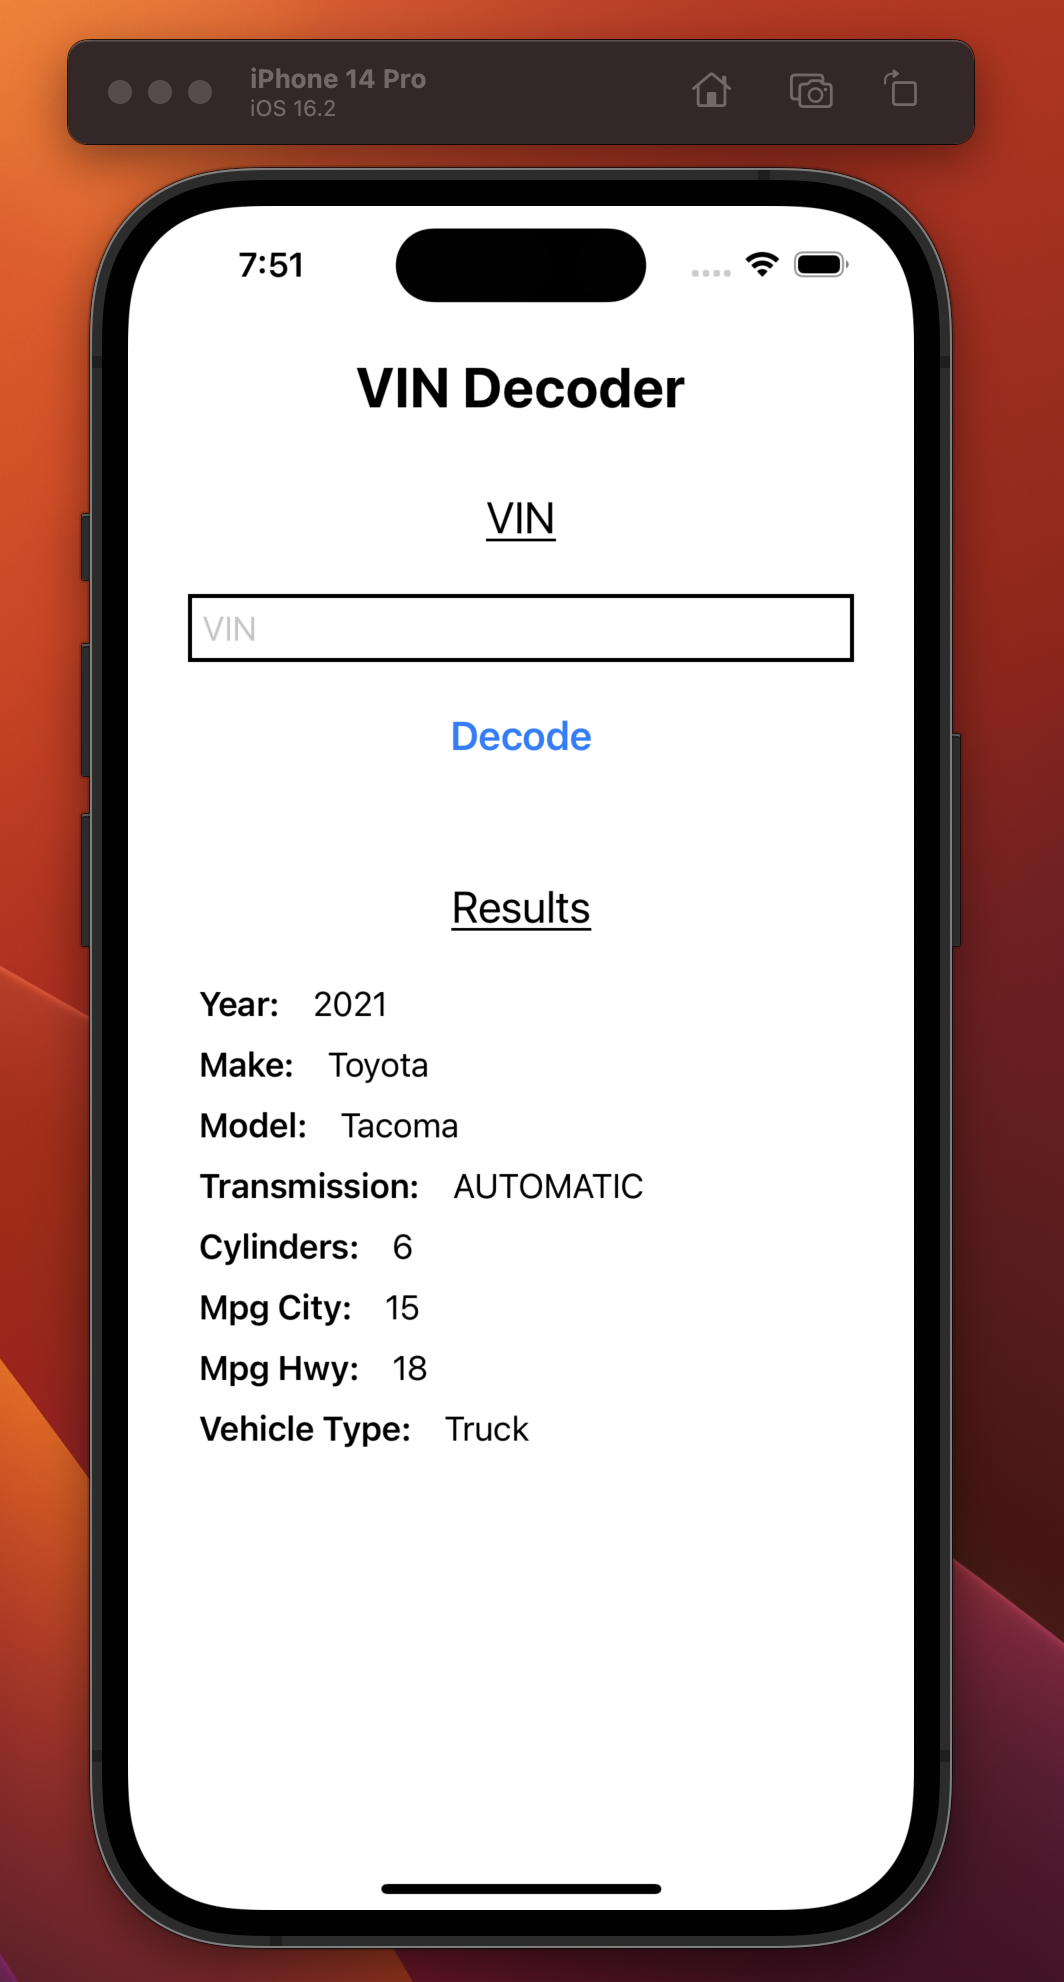 iPhone 14 Pro
iOS 16.2
7:51
VIN Decoder
VIN
VIN
Decode
Results
Year: 2021
Make: Toyota
Model: Tacoma
Transmission: AUTOMATIC
Cylinders: 6
Mpg City: 15
Mpg Hwy: 18
Vehicle Type: Truck